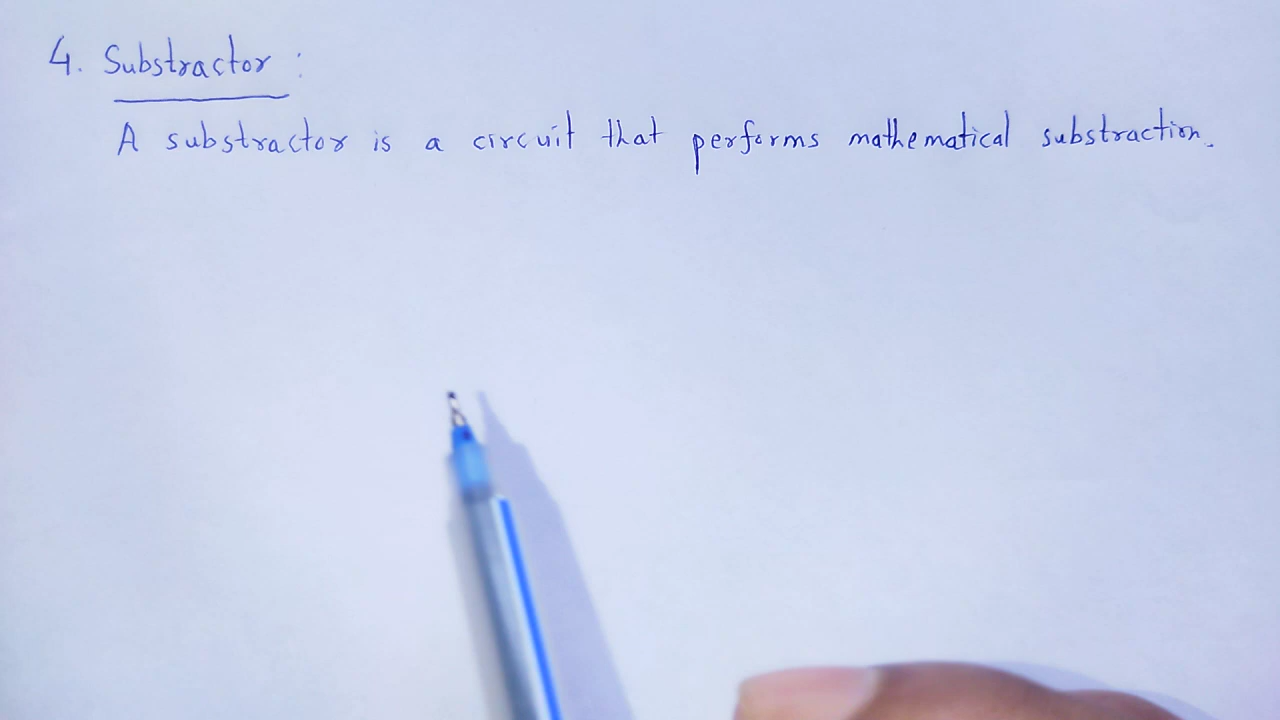 4. Substractor :
A substractor is a circuit that performs mathematical substraction.